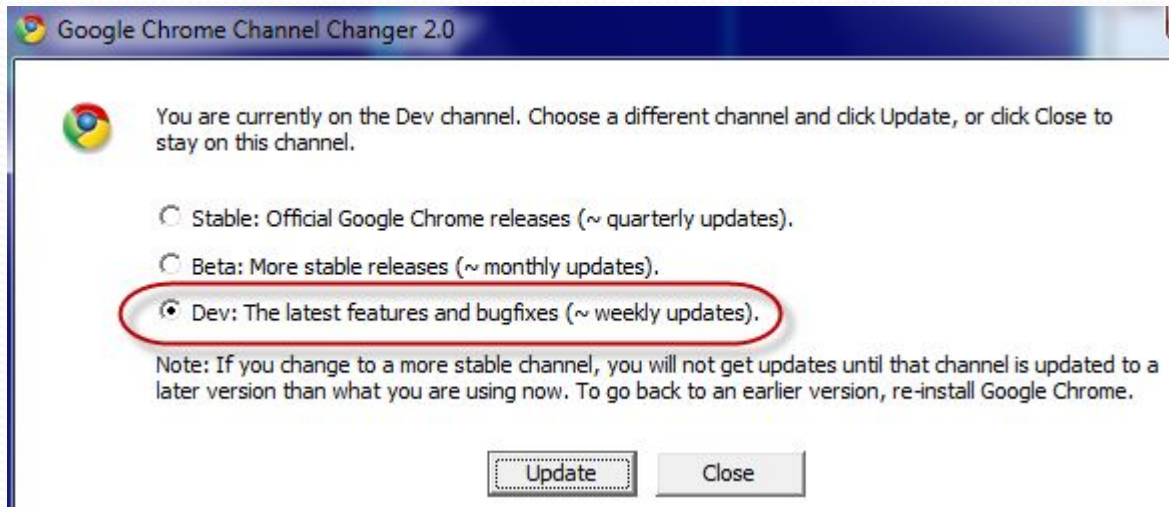 Google Chrome Channel Changer 2.0
You are currently on the Dev channel. Choose a different channel and click Update, or click Close to
stay on this channel.
Stable: Official Google Chrome releases (~ quarterly updates).
Beta: More stable releases (~ monthly updates).
Dev: The latest features and bugfixes (~ weekly updates).
Note: If you change to a more stable channel, you will not get updates until that channel is updated to a
later version than what you are using now. To go back to an earlier version, re-install Google Chrome.
Update Close